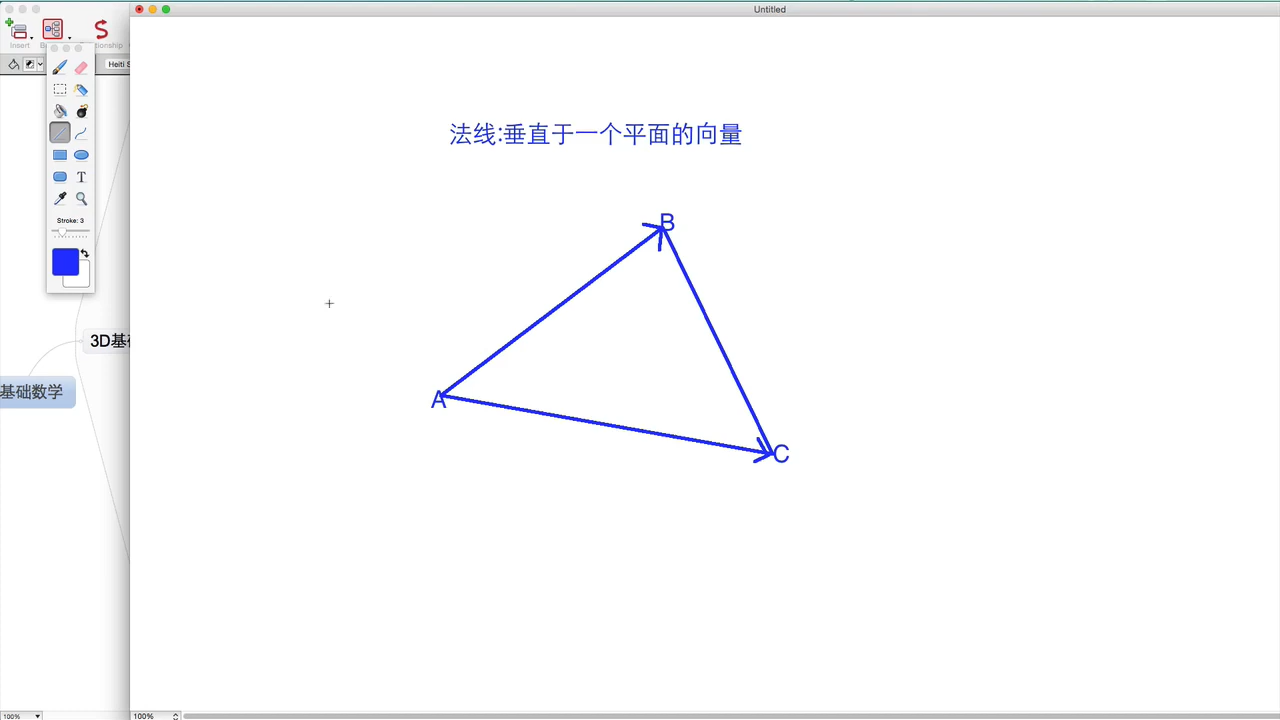 Untitled
Insert
Stroke: 3
Heiti S
法线:垂直于一个平面的向量
B
A
C
3D基
基础数学
100%
100%